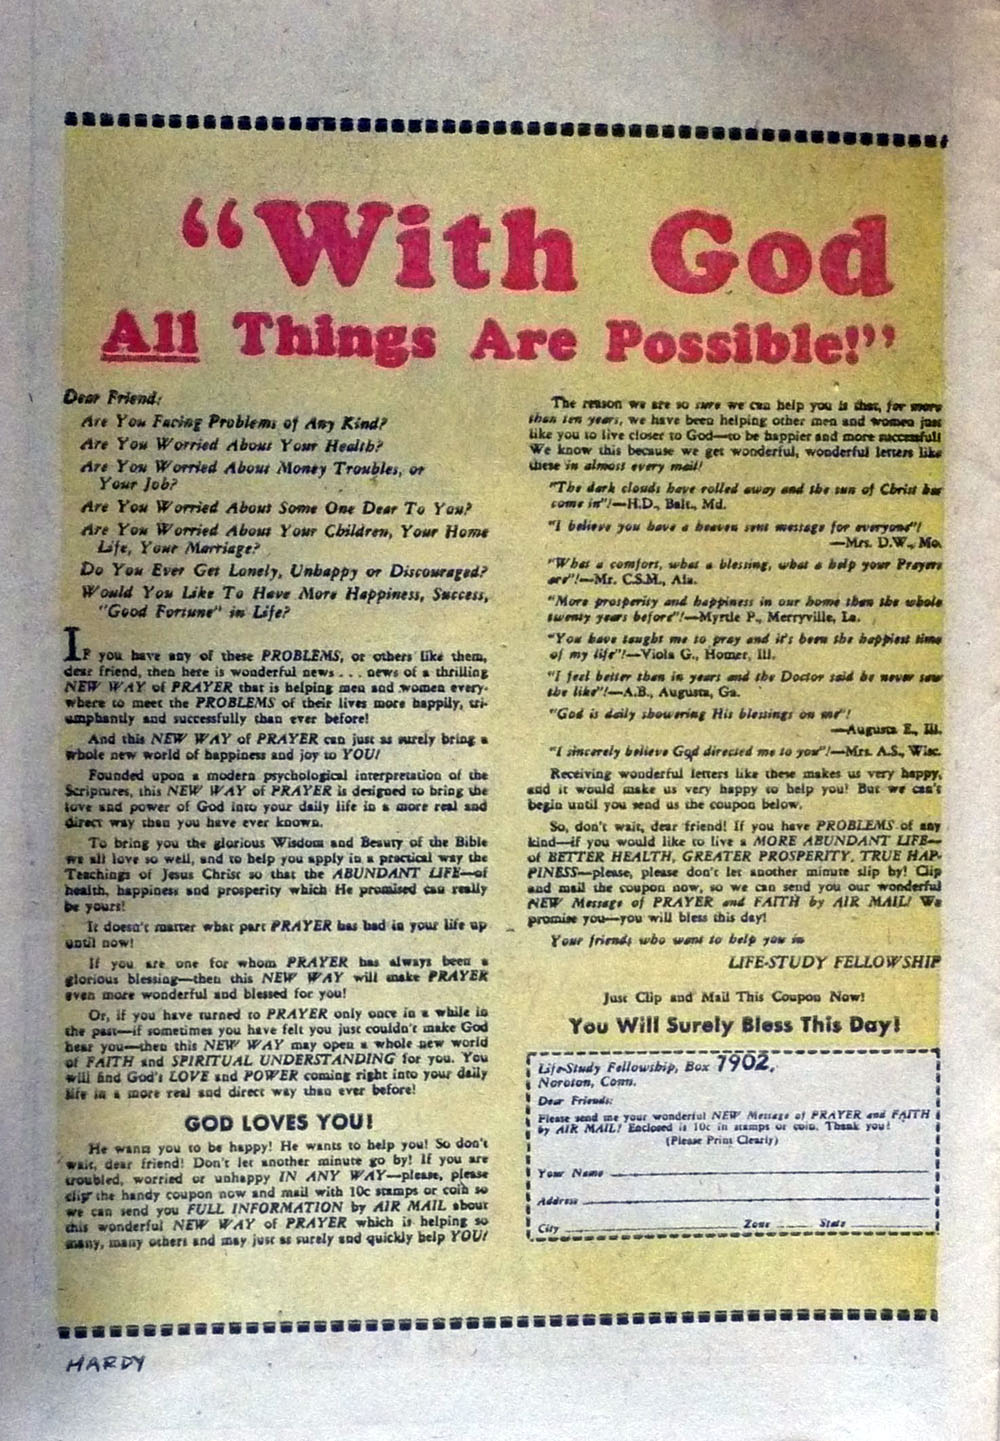 “With God
All Things Are Possible!”
Dear Friend:
Are You Facing Problems of Any Kind?
Are You Worried About Your Health?
Are You Worried About Money Troubles, or
Your Job?
Are You Worried About Some One Dear To You?
Are You Worried About Your Children, Your Home
Life, Your Marriage?
Do You Ever Get Lonely, Unhappy or Discouraged?
Would You Like To Have More Happiness, Success,
"Good Fortune" in Life?
IF you have any of these PROBLEMS, or others like them,
dear friend, then here is wonderful news . . . news of a thrilling
NEW WAY of PRAYER that is helping men and women every-
where to meet the PROBLEMS of their lives more happily, tri-
umphantly and successfully than ever before!
And this NEW WAY of PRAYER can just as surely bring a
whole new world of happiness and joy to YOU!
Founded upon a modern psychological interpretation of the
Scriptures, this NEW WAY of PRAYER is designed to bring the
love and power of God into your daily life in a more real and
direct way than you have ever known.
To bring you the glorious Wisdom and Beauty of the Bible
we all love so well, and to help you apply in a practical way the
Teachings of Jesus Christ so that the ABUNDANT LIFE—of
health, happiness and prosperity which He promised can really
be yours!
It doesn't matter what part PRAYER has had in your life up
until now!
If you are one for whom PRAYER has always been a
glorious blessing—then this NEW WAY will make PRAYER
even more wonderful and blessed for you!
Or, if you have turned to PRAYER only once in a while in
the past—if sometimes you have felt you just couldn't make God
hear you—then this NEW WAY may open a whole new world
of FAITH and SPIRITUAL UNDERSTANDING for you. You
will find God's LOVE and POWER coming right into your daily
life in a more real and direct way than ever before!
GOD LOVES YOU!
He wants you to be happy! He wants to help you! So don't
wait, dear friend! Don't let another minute go by! If you are
troubled, worried or unhappy IN ANY WAY—please, please
clip the handy coupon now and mail with 10c stamps or coin so
we can send you FULL INFORMATION by AIR MAIL about
this wonderful NEW WAY of PRAYER which is helping so
many, many others and may just as surely and quickly help YOU!
The reason we are so sure we can help you is that, for more
than ten years, we have been helping other men and women just
like you to live closer to God—to be happier and more successful!
We know this because we get wonderful, wonderful letters like
these in almost every mail!
"The dark clouds have rolled away and the sun of Christ has
come in"!—H.D., Balt., Md.
"I believe you have a heaven sent message for everyone"!
—Mrs. D.W., Mo.
"What a comfort, what a blessing, what a help your Prayers
are"!—Mr. C.S.M., Ala.
"More prosperity and happiness in our home than the whole
twenty years before"!—Myrtle P., Merryville, La.
"You have taught me to pray and it's been the happiest time
of my life"!—Viola G., Homer, Ill.
"I feel better than in years and the Doctor said he never saw
the like"!—A.B., Augusta, Ga.
"God is daily showering His blessings on me"!
—Augusta E., Ill.
"I sincerely believe God directed me to you"!—Mrs. A.S., Wisc.
Receiving wonderful letters like these makes us very happy,
and it would make us very happy to help you! But we can't
begin until you send us the coupon below.
So, don't wait, dear friend! If you have PROBLEMS of any
kind—if you would like to live a MORE ABUNDANT LIFE—
of BETTER HEALTH, GREATER PROSPERITY, TRUE HAP-
PINESS—please, please don't let another minute slip by! Clip
and mail the coupon now, so we can send you our wonderful
NEW Message of PRAYER and FAITH by AIR MAIL! We
promise you—you will bless this day!
Your friends who want to help you in
LIFE-STUDY FELLOWSHIP
Just Clip and Mail This Coupon Now!
You Will Surely Bless This Day!
Life-Study Fellowship, Box 7902,
Noroton, Conn.
Dear Friends:
Please send me your wonderful NEW Message of PRAYER and FAITH
by AIR MAIL! Enclosed is 10c in stamps or coin. Thank you!
(Please Print Clearly)
Your Name
Address
City Zone State
HARDY